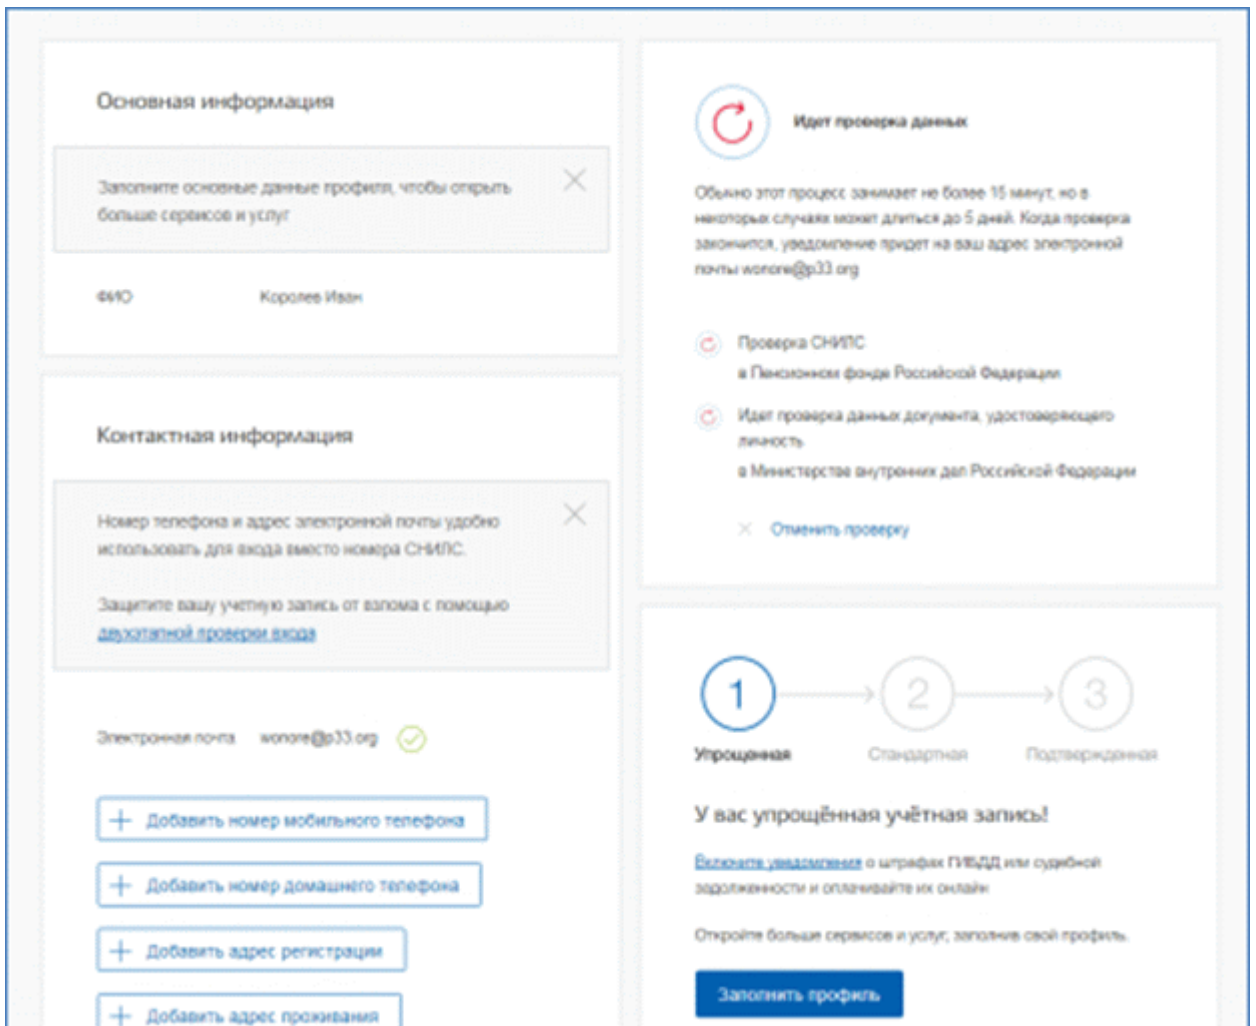 Основная информация
Заполните основные данные профиля, чтобы открыть
больше сервисов и услуг
ФИО Королев Иван
Контактная информация
Номер телефона и адрес электронной почты удобно
использовать для входа вместо номера СНИЛС.
Защитите вашу учетную запись от взлома с помощью
двухэтапной проверки входа
Электронная почта wonore@p33.org
Добавить номер мобильного телефона
Добавить номер домашнего телефона
Добавить адрес регистрации
Добавить адрес проживания
Идет проверка данных
Обычно этот процесс занимает не более 15 минут, но в
некоторых случаях может длиться до 5 дней. Когда проверка
закончится, уведомление придет на ваш адрес электронной
почты wonore@p33.org
Проверка СНИЛС
в Пенсионном фонде Российской Федерации
Идет проверка данных документа, удостоверяющего
личность
в Министерстве внутренних дел Российской Федерации
Отменить проверку
1 2 3
Упрощенная Стандартная Подтвержденная
У вас упрощённая учётная запись!
Включите уведомления о штрафах ГИБДД или судебной
задолженности и оплачивайте их онлайн
Откройте больше сервисов и услуг, заполнив свой профиль.
Заполнить профиль